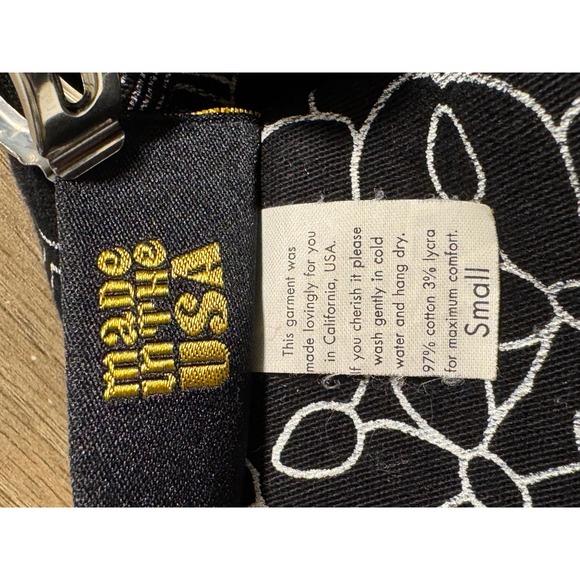 made
in the
USA
This garment was
made lovingly for you
in California, USA.
If you cherish it please
wash gently in cold
water and hang dry.
97% cotton 3% lycra
for maximum comfort.
Small